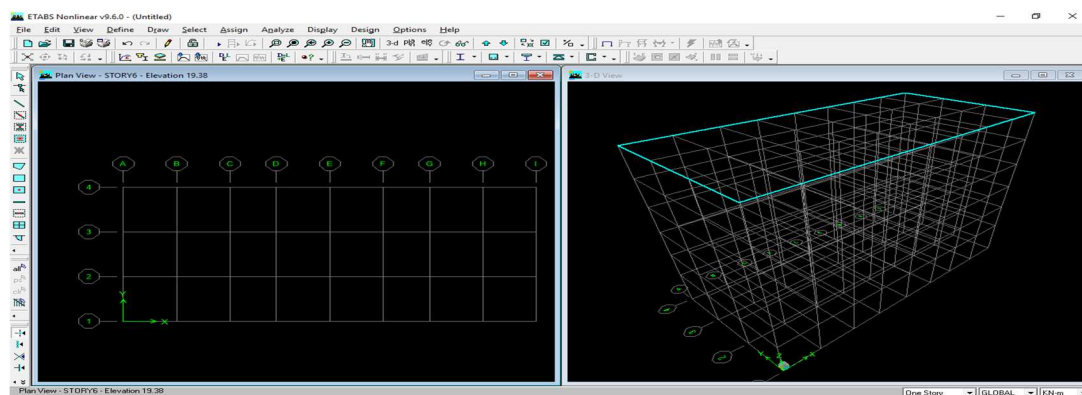 ETABS Nonlinear v9.6.0 - (Untitled)
File Edit View Define Draw Select Assign Analyze Display Design Options Help
Plan View - STORY6 - Elevation 19.38
3-D View
A B C D E F G H I
4
3
2
1
Y
X
Y Z X
all
Plan View - STORY6 - Elevation 19.38
One Story GLOBAL KN-m